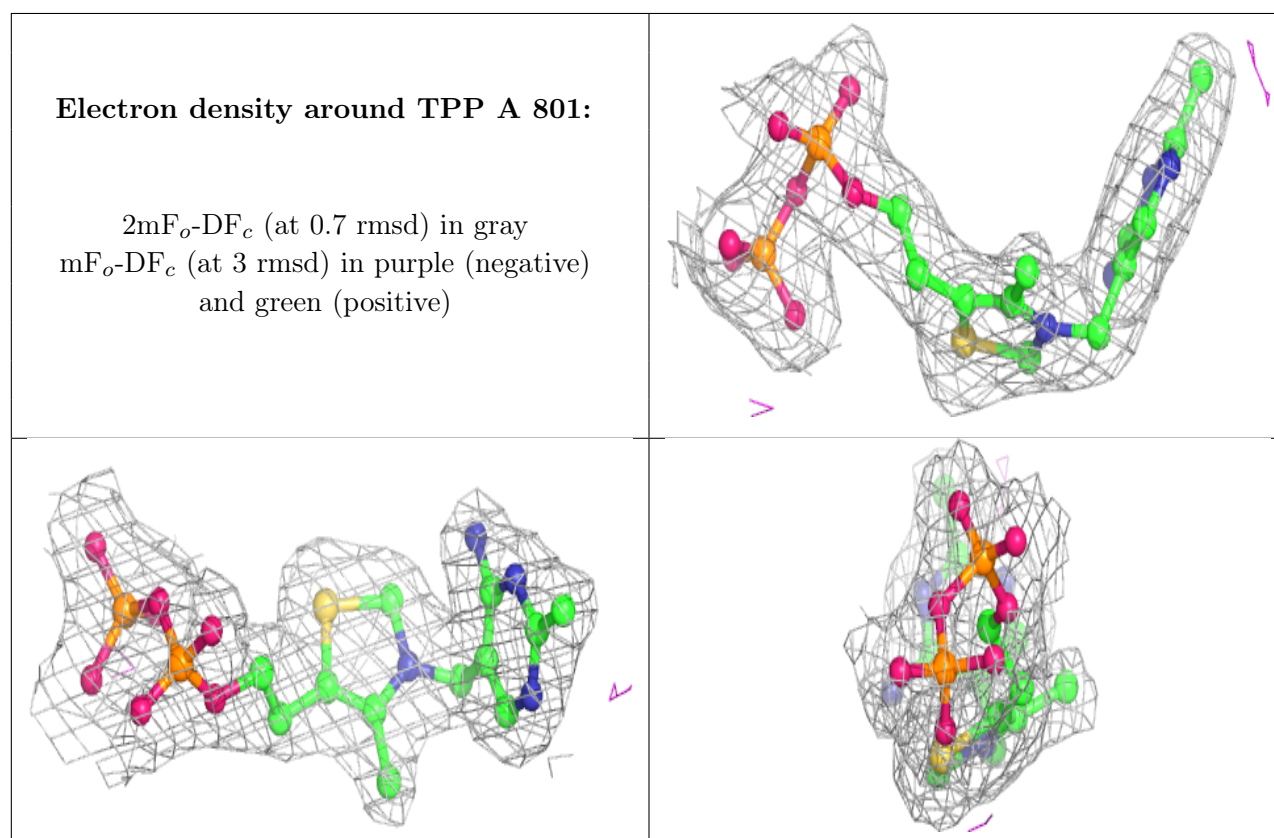 Electron density around TPP A 801:
2mFo-DFc (at 0.7 rmsd) in gray
mFo-DFc (at 3 rmsd) in purple (negative)
and green (positive)